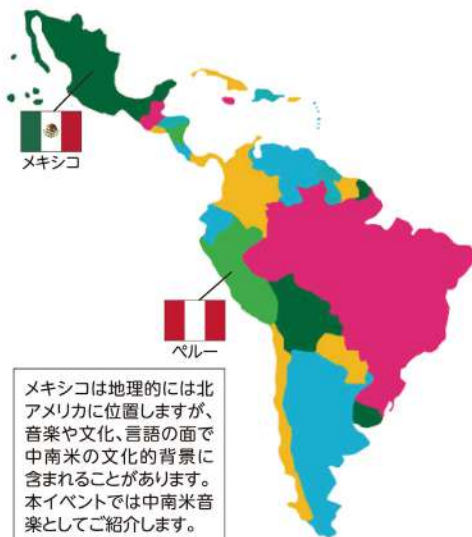 メキシコ
ペルー
メキシコは地理的には北
アメリカに位置しますが、
音楽や文化、言語の面で
中南米の文化的背景に
含まれることがあります。
本イベントでは中南米音
楽としてご紹介します。